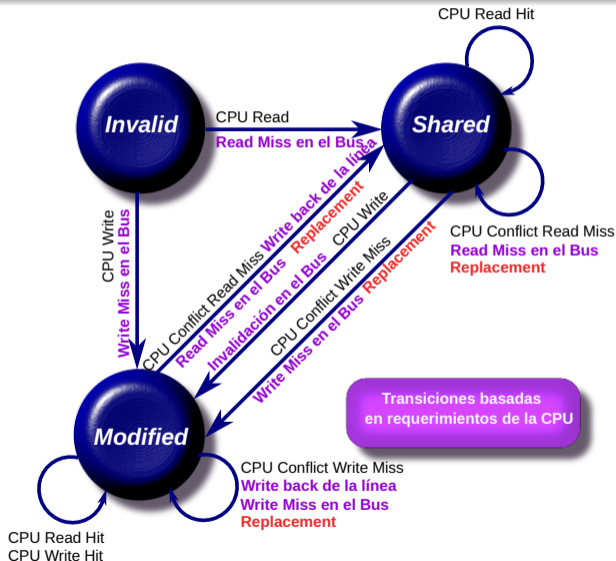 CPU Read Hit
Invalid
Shared
CPU Read
Read Miss en el Bus
CPU Write
Write Miss en el Bus
CPU Conflict Read Miss Write back de la línea
Read Miss en el Bus Replacement
CPU Write
Invalidación en el Bus
CPU Conflict Write Miss
Write Miss en el Bus Replacement
CPU Conflict Read Miss
Read Miss en el Bus
Replacement
Transiciones basadas
en requerimientos de la CPU
Modified
CPU Conflict Write Miss
Write back de la línea
Write Miss en el Bus
Replacement
CPU Read Hit
CPU Write Hit